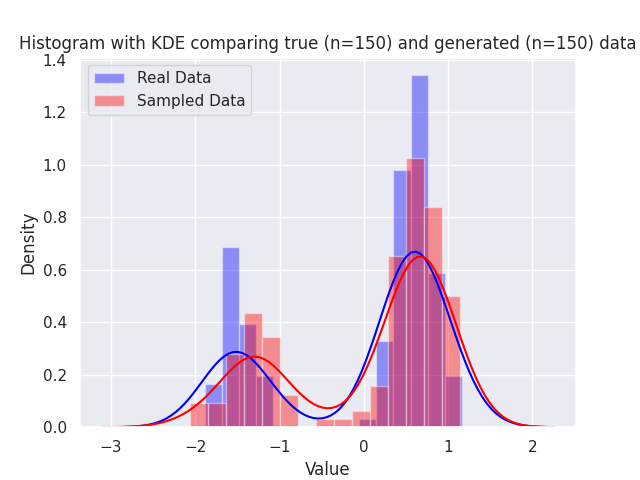 Histogram with KDE comparing true (n=150) and generated (n=150) data
Real Data
Sampled Data
Density
1.4
1.2
1.0
0.8
0.6
0.4
0.2
0.0
−3 −2 −1 0 1 2
Value